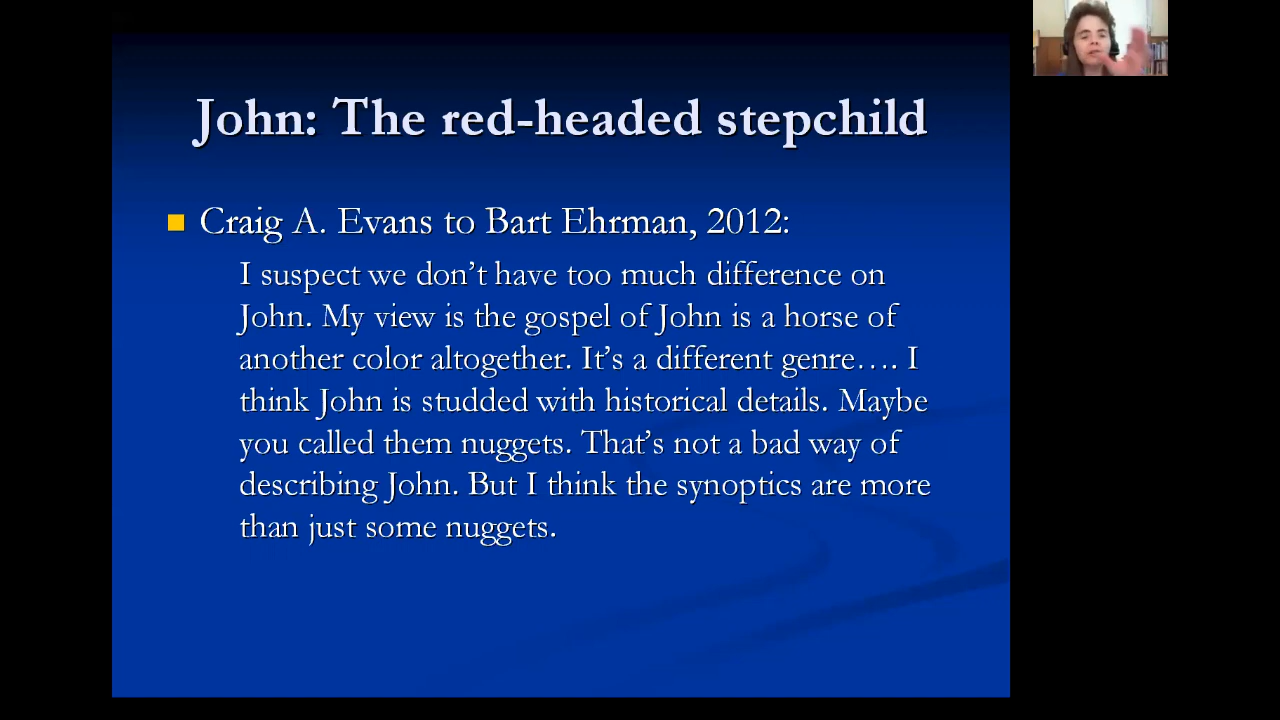 John: The red-headed stepchild
Craig A. Evans to Bart Ehrman, 2012:
I suspect we don’t have too much difference on
John. My view is the gospel of John is a horse of
another color altogether. It’s a different genre…. I
think John is studded with historical details. Maybe
you called them nuggets. That’s not a bad way of
describing John. But I think the synoptics are more
than just some nuggets.